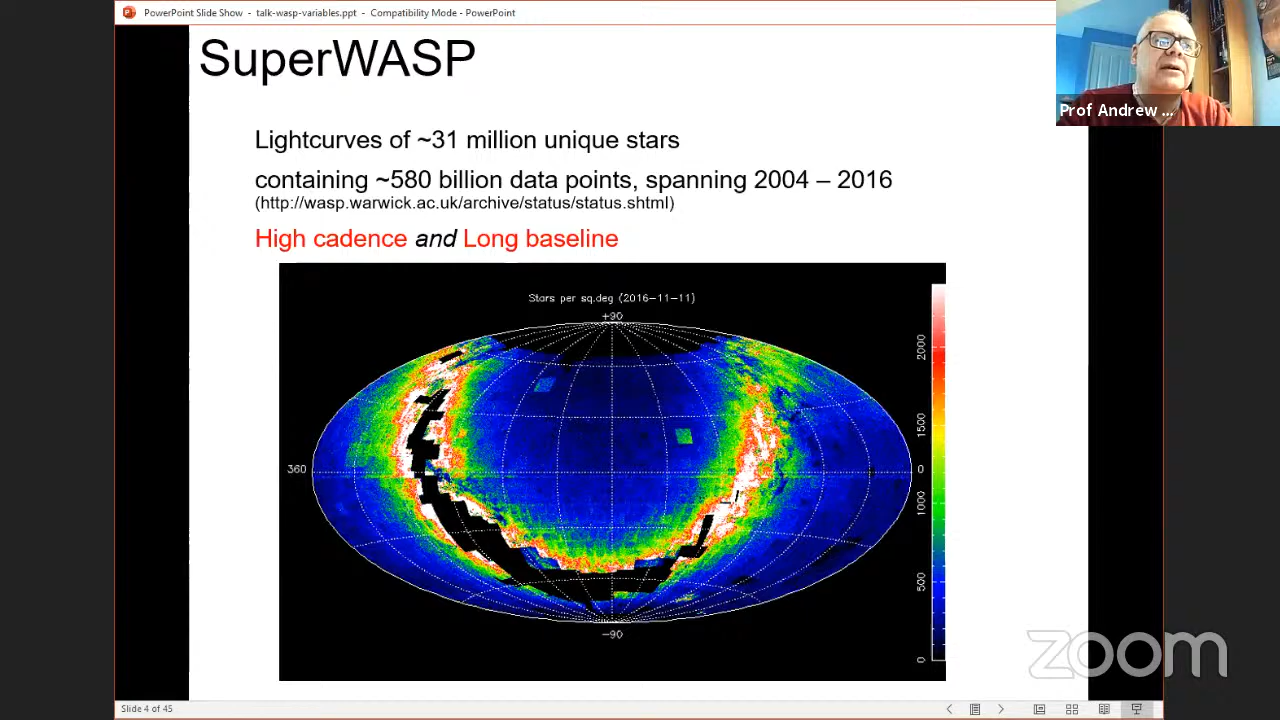 PowerPoint Slide Show - talk-wasp-variables.ppt - Compatibility Mode - PowerPoint
SuperWASP
Prof Andrew ...
Lightcurves of ~31 million unique stars
containing ~580 billion data points, spanning 2004 – 2016
(http://wasp.warwick.ac.uk/archive/status/status.shtml)
High cadence and Long baseline
Stars per sq.deg (2016-11-11)
+90
360
0
-90
2000
1500
1000
500
0
zoom
Slide 4 of 45